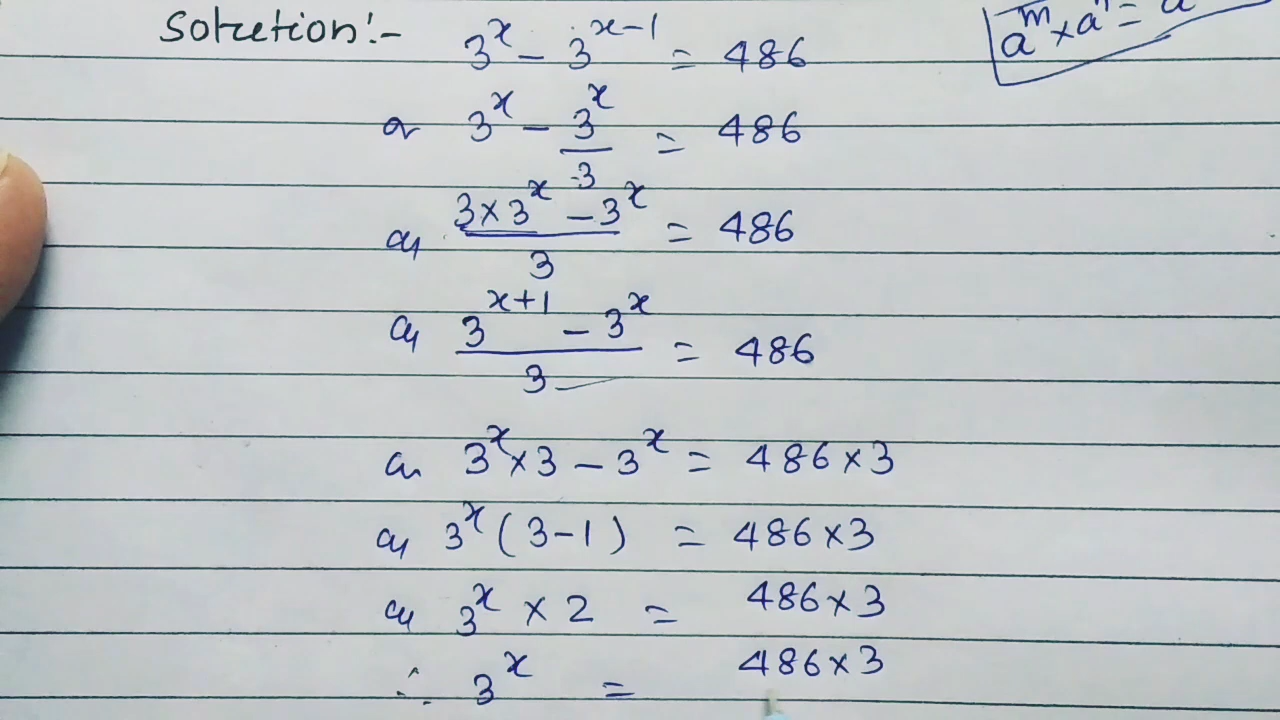 Solution:- 3^x - 3^(x-1) = 486
a^m × a^n = a
or 3^x - 3^x/3 = 486
or (3×3^x - 3^x)/3 = 486
or (3^(x+1) - 3^x)/3 = 486
or 3^x×3 - 3^x = 486×3
or 3^x(3-1) = 486×3
or 3^x × 2 = 486×3
∴ 3^x = 486×3